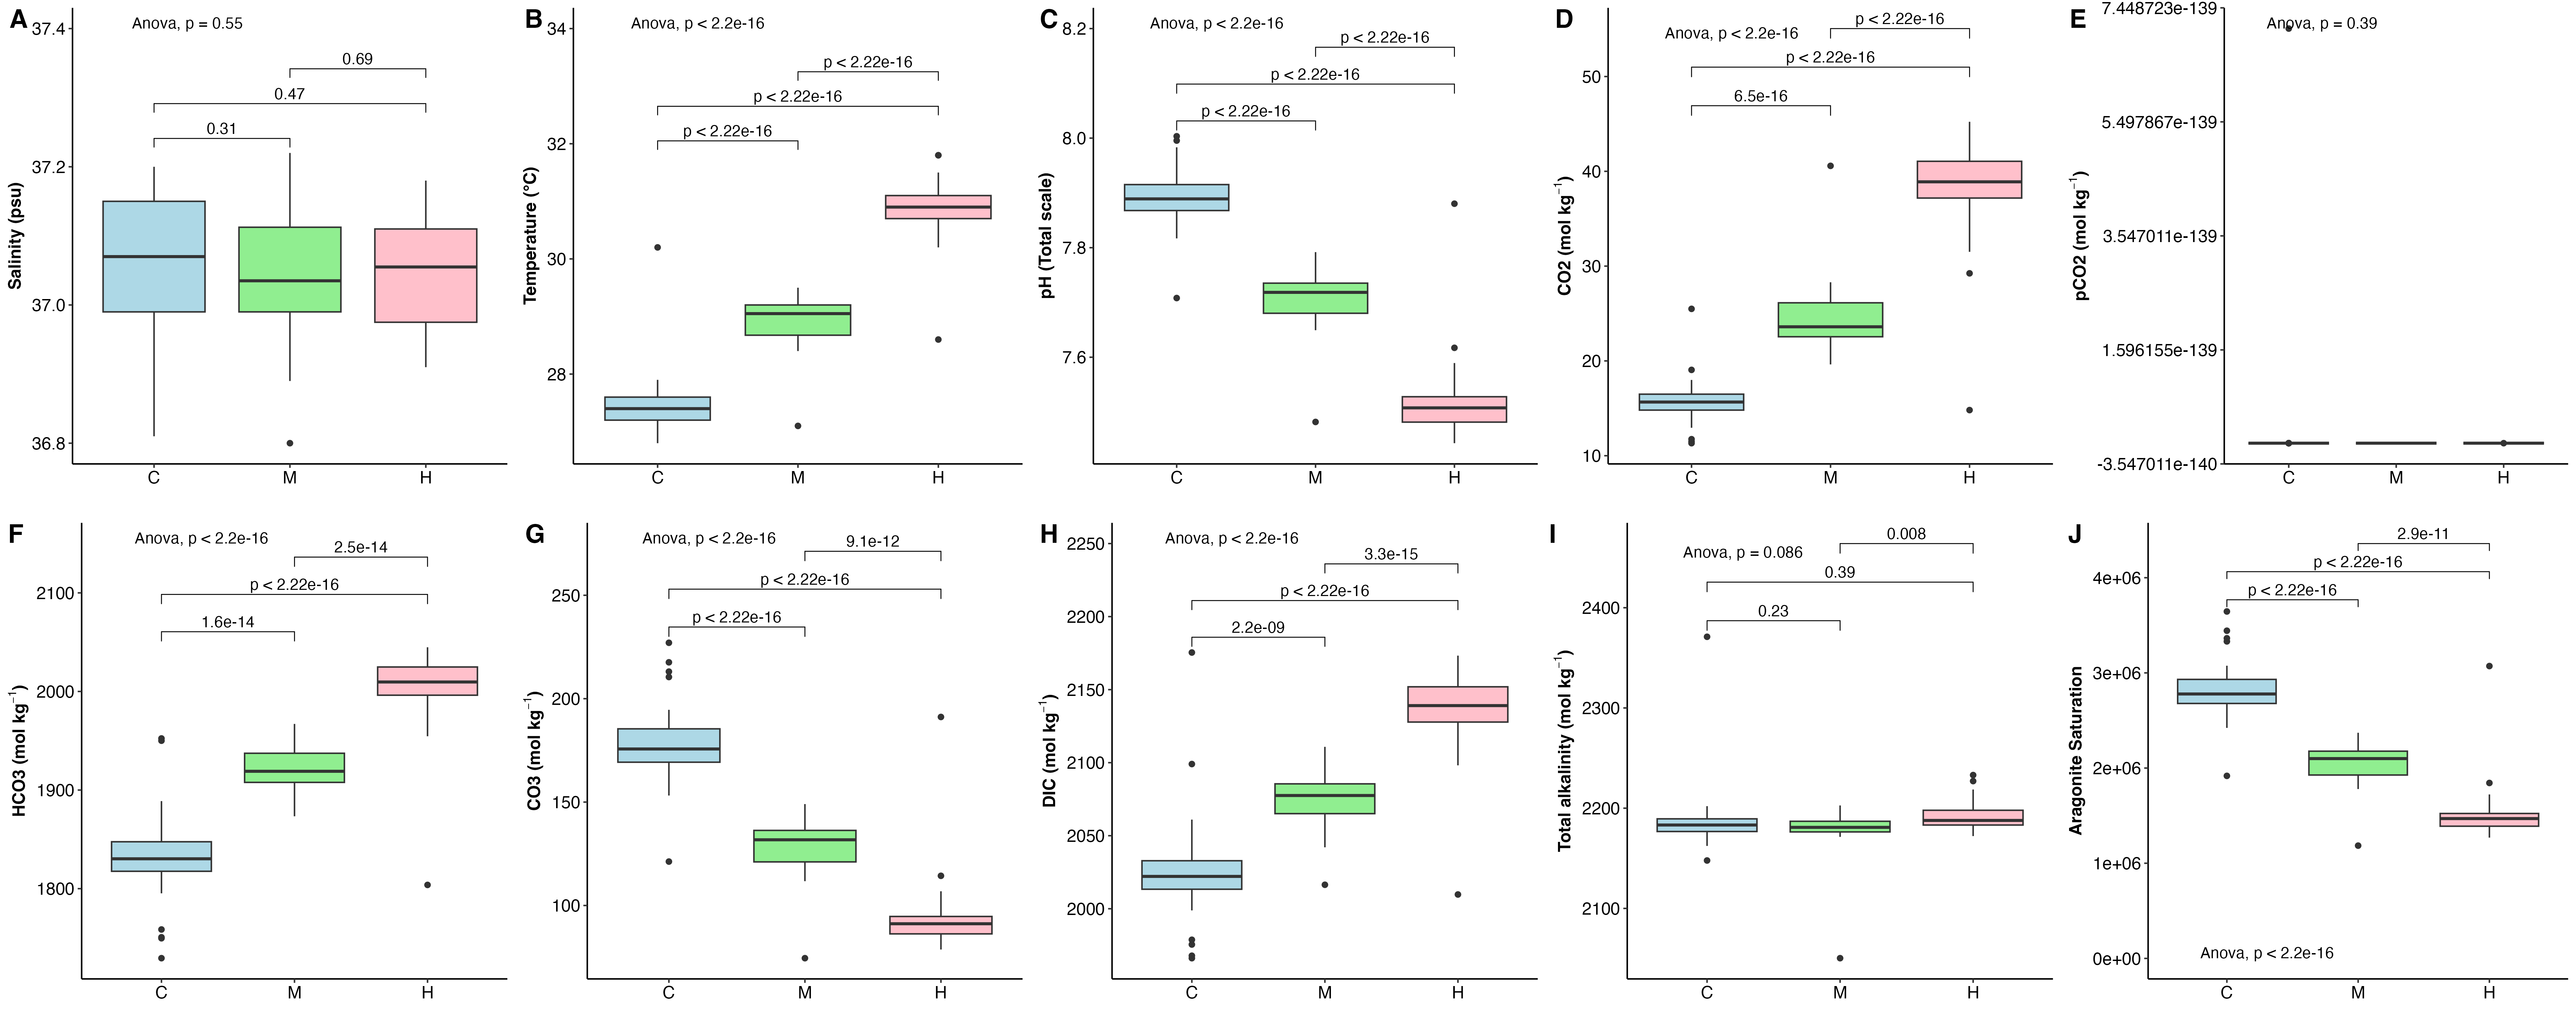 A
Salinity (psu)
37.4
37.2
37.0
36.8
Anova, p = 0.55
0.69
0.47
0.31
C M H
B
Temperature (°C)
34
32
30
28
Anova, p < 2.2e-16
p < 2.22e-16
p < 2.22e-16
p < 2.22e-16
C M H
C
pH (Total scale)
8.2
8.0
7.8
7.6
Anova, p < 2.2e-16
p < 2.22e-16
p < 2.22e-16
p < 2.22e-16
C M H
D
CO2 (mol kg⁻¹)
50
40
30
20
10
Anova, p < 2.2e-16
p < 2.22e-16
p < 2.22e-16
6.5e-16
C M H
E
pCO2 (mol kg⁻¹)
7.448723e-139
5.497867e-139
3.547011e-139
1.596155e-139
-3.547011e-140
Anova, p = 0.39
C M H
F
HCO3 (mol kg⁻¹)
2100
2000
1900
1800
Anova, p < 2.2e-16
2.5e-14
p < 2.22e-16
1.6e-14
C M H
G
CO3 (mol kg⁻¹)
250
200
150
100
Anova, p < 2.2e-16
9.1e-12
p < 2.22e-16
p < 2.22e-16
C M H
H
DIC (mol kg⁻¹)
2250
2200
2150
2100
2050
2000
Anova, p < 2.2e-16
3.3e-15
p < 2.22e-16
2.2e-09
C M H
I
Total alkalinity (mol kg⁻¹)
2400
2300
2200
2100
0.008
Anova, p = 0.086
0.39
0.23
C M H
J
Aragonite Saturation
4e+06
3e+06
2e+06
1e+06
0e+00
2.9e-11
p < 2.22e-16
p < 2.22e-16
Anova, p < 2.2e-16
C M H